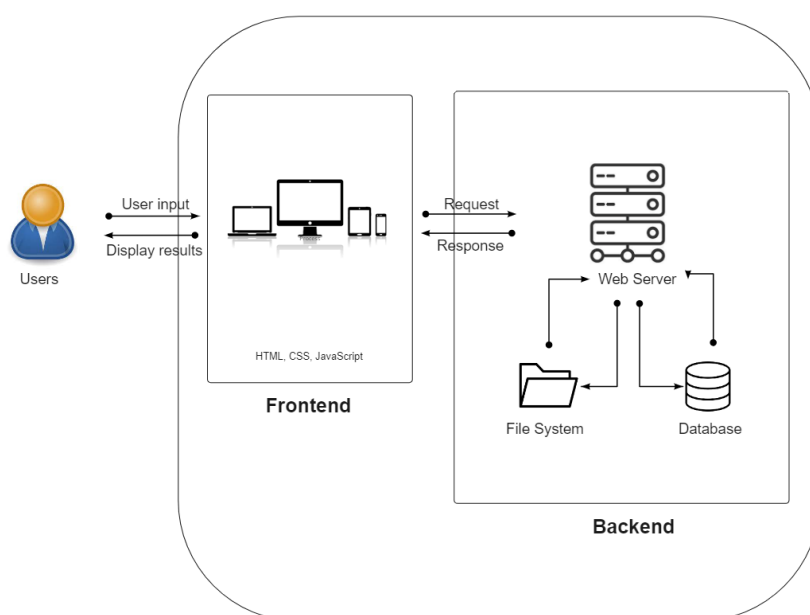 User input
Display results
Users
HTML, CSS, JavaScript
Frontend
Request
Response
Web Server
File System
Database
Backend